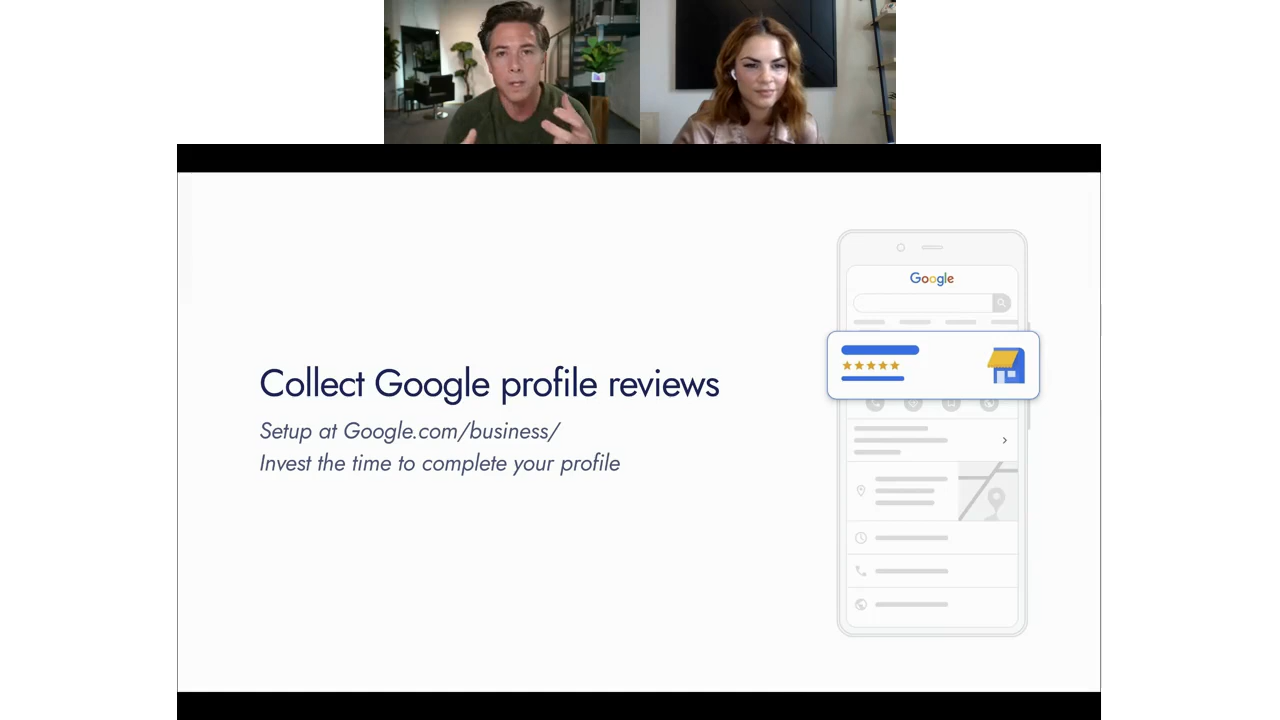 Google
Collect Google profile reviews
Setup at Google.com/business/
Invest the time to complete your profile